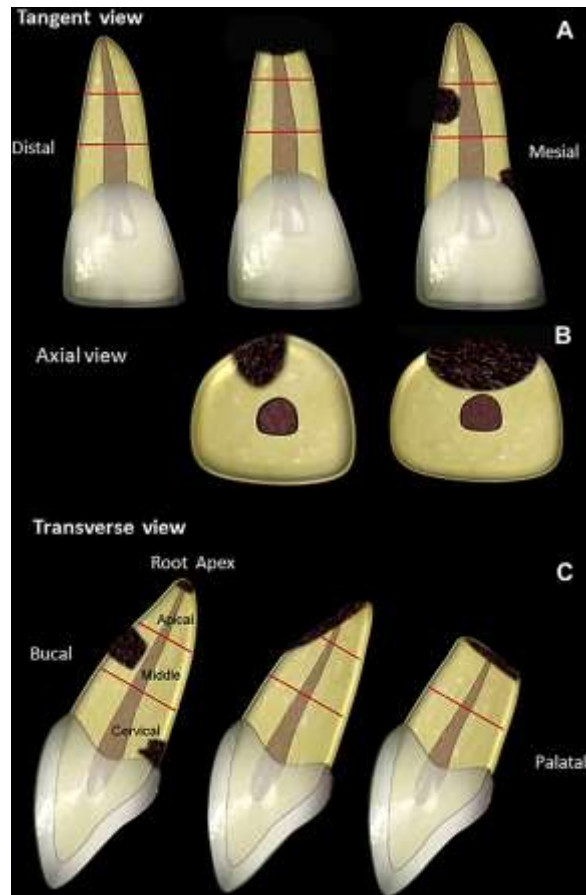 Tangent view
A
Distal
Mesial
B
Axial view
Transverse view
Root Apex
C
Apical
Bucal
Middle
Cervical
Palatal